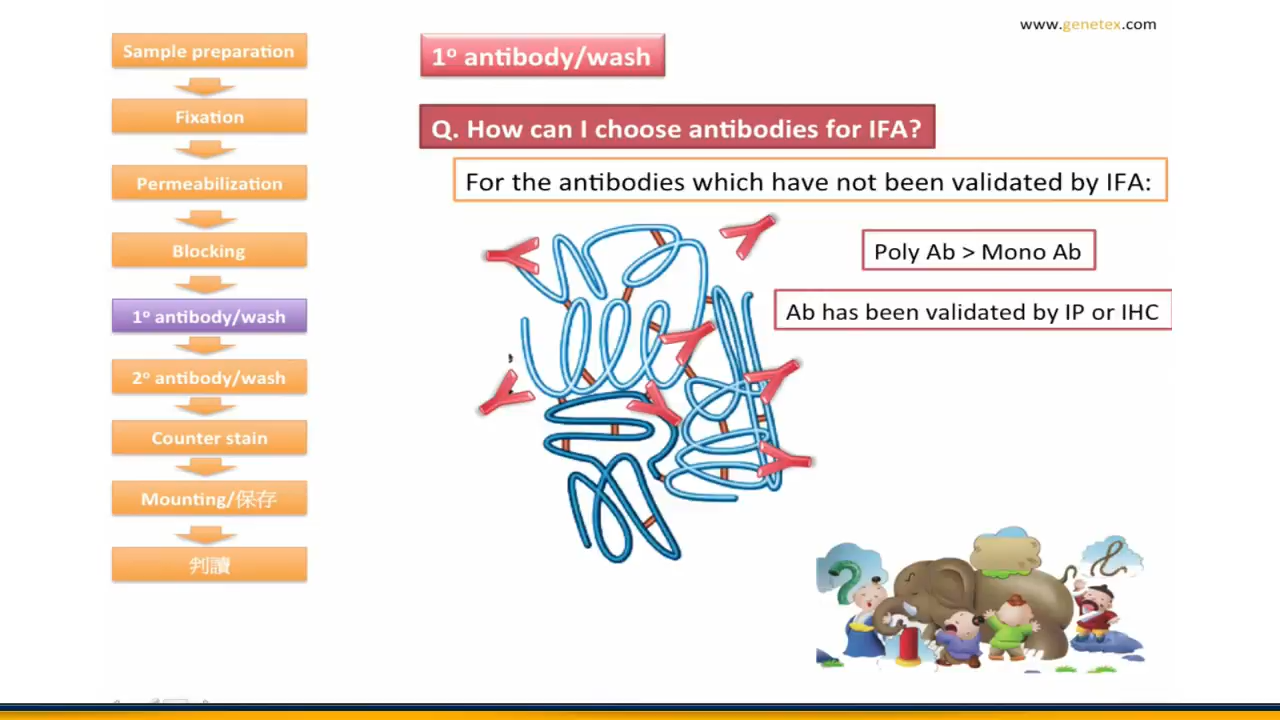 www.genetex.com
Sample preparation
Fixation
Permeabilization
Blocking
1º antibody/wash
2º antibody/wash
Counter stain
Mounting/保存
判讀
1º antibody/wash
Q. How can I choose antibodies for IFA?
For the antibodies which have not been validated by IFA:
Poly Ab > Mono Ab
Ab has been validated by IP or IHC